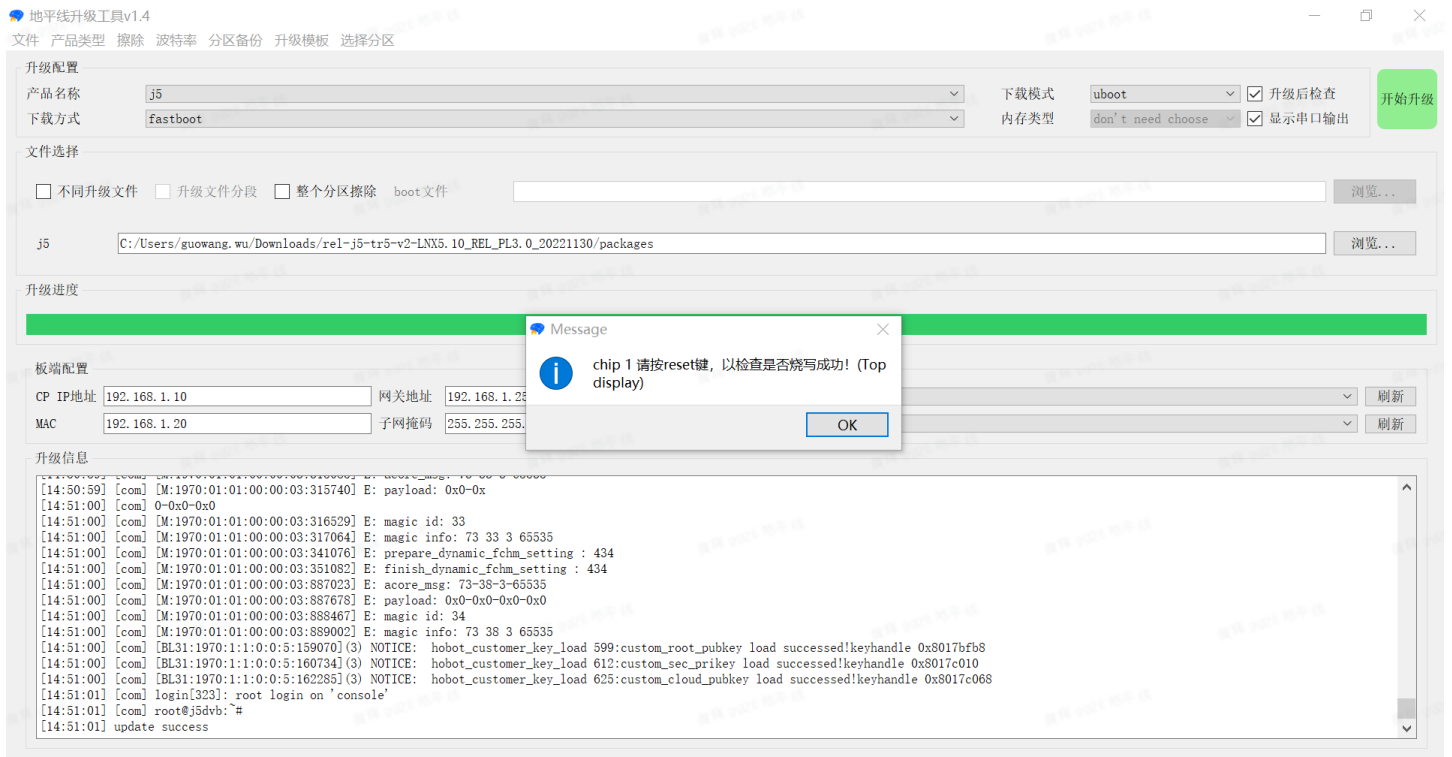 地平线升级工具v1.4
文件 产品类型 擦除 波特率 分区备份 升级模板 选择分区
升级配置
产品名称 j5 下载模式 uboot 升级后检查
开始升级
下载方式 fastboot 内存类型 don't need choose 显示串口输出
文件选择
不同升级文件 升级文件分段 整个分区擦除 boot文件 浏览...
j5 C:/Users/guowang.wu/Downloads/rel-j5-tr5-v2-LNX5.10_REL_PL3.0_20221130/packages 浏览...
升级进度
Message
chip 1 请按reset键，以检查是否烧写成功！(Top
display)
OK
板端配置
CP IP地址 192.168.1.10 网关地址 192.168.1.25 刷新
MAC 192.168.1.20 子网掩码 255.255.255. 刷新
升级信息
[14:50:59] [com] [M:1970:01:01:00:00:03:315740] E: payload: 0x0-0x
[14:51:00] [com] 0-0x0-0x0
[14:51:00] [com] [M:1970:01:01:00:00:03:316529] E: magic id: 33
[14:51:00] [com] [M:1970:01:01:00:00:03:317064] E: magic info: 73 33 3 65535
[14:51:00] [com] [M:1970:01:01:00:00:03:341076] E: prepare_dynamic_fchm_setting : 434
[14:51:00] [com] [M:1970:01:01:00:00:03:351082] E: finish_dynamic_fchm_setting : 434
[14:51:00] [com] [M:1970:01:01:00:00:03:887023] E: acore_msg: 73-38-3-65535
[14:51:00] [com] [M:1970:01:01:00:00:03:887678] E: payload: 0x0-0x0-0x0-0x0
[14:51:00] [com] [M:1970:01:01:00:00:03:888467] E: magic id: 34
[14:51:00] [com] [M:1970:01:01:00:00:03:889002] E: magic info: 73 38 3 65535
[14:51:00] [com] [BL31:1970:1:1:0:0:5:159070](3) NOTICE:  hobot_customer_key_load 599:custom_root_pubkey load successed!keyhandle 0x8017bfb8
[14:51:00] [com] [BL31:1970:1:1:0:0:5:160734](3) NOTICE:  hobot_customer_key_load 612:custom_sec_prikey load successed!keyhandle 0x8017c010
[14:51:00] [com] [BL31:1970:1:1:0:0:5:162285](3) NOTICE:  hobot_customer_key_load 625:custom_cloud_pubkey load successed!keyhandle 0x8017c068
[14:51:01] [com] login[323]: root login on 'console'
[14:51:01] [com] root@j5dvb:~#
[14:51:01] update success